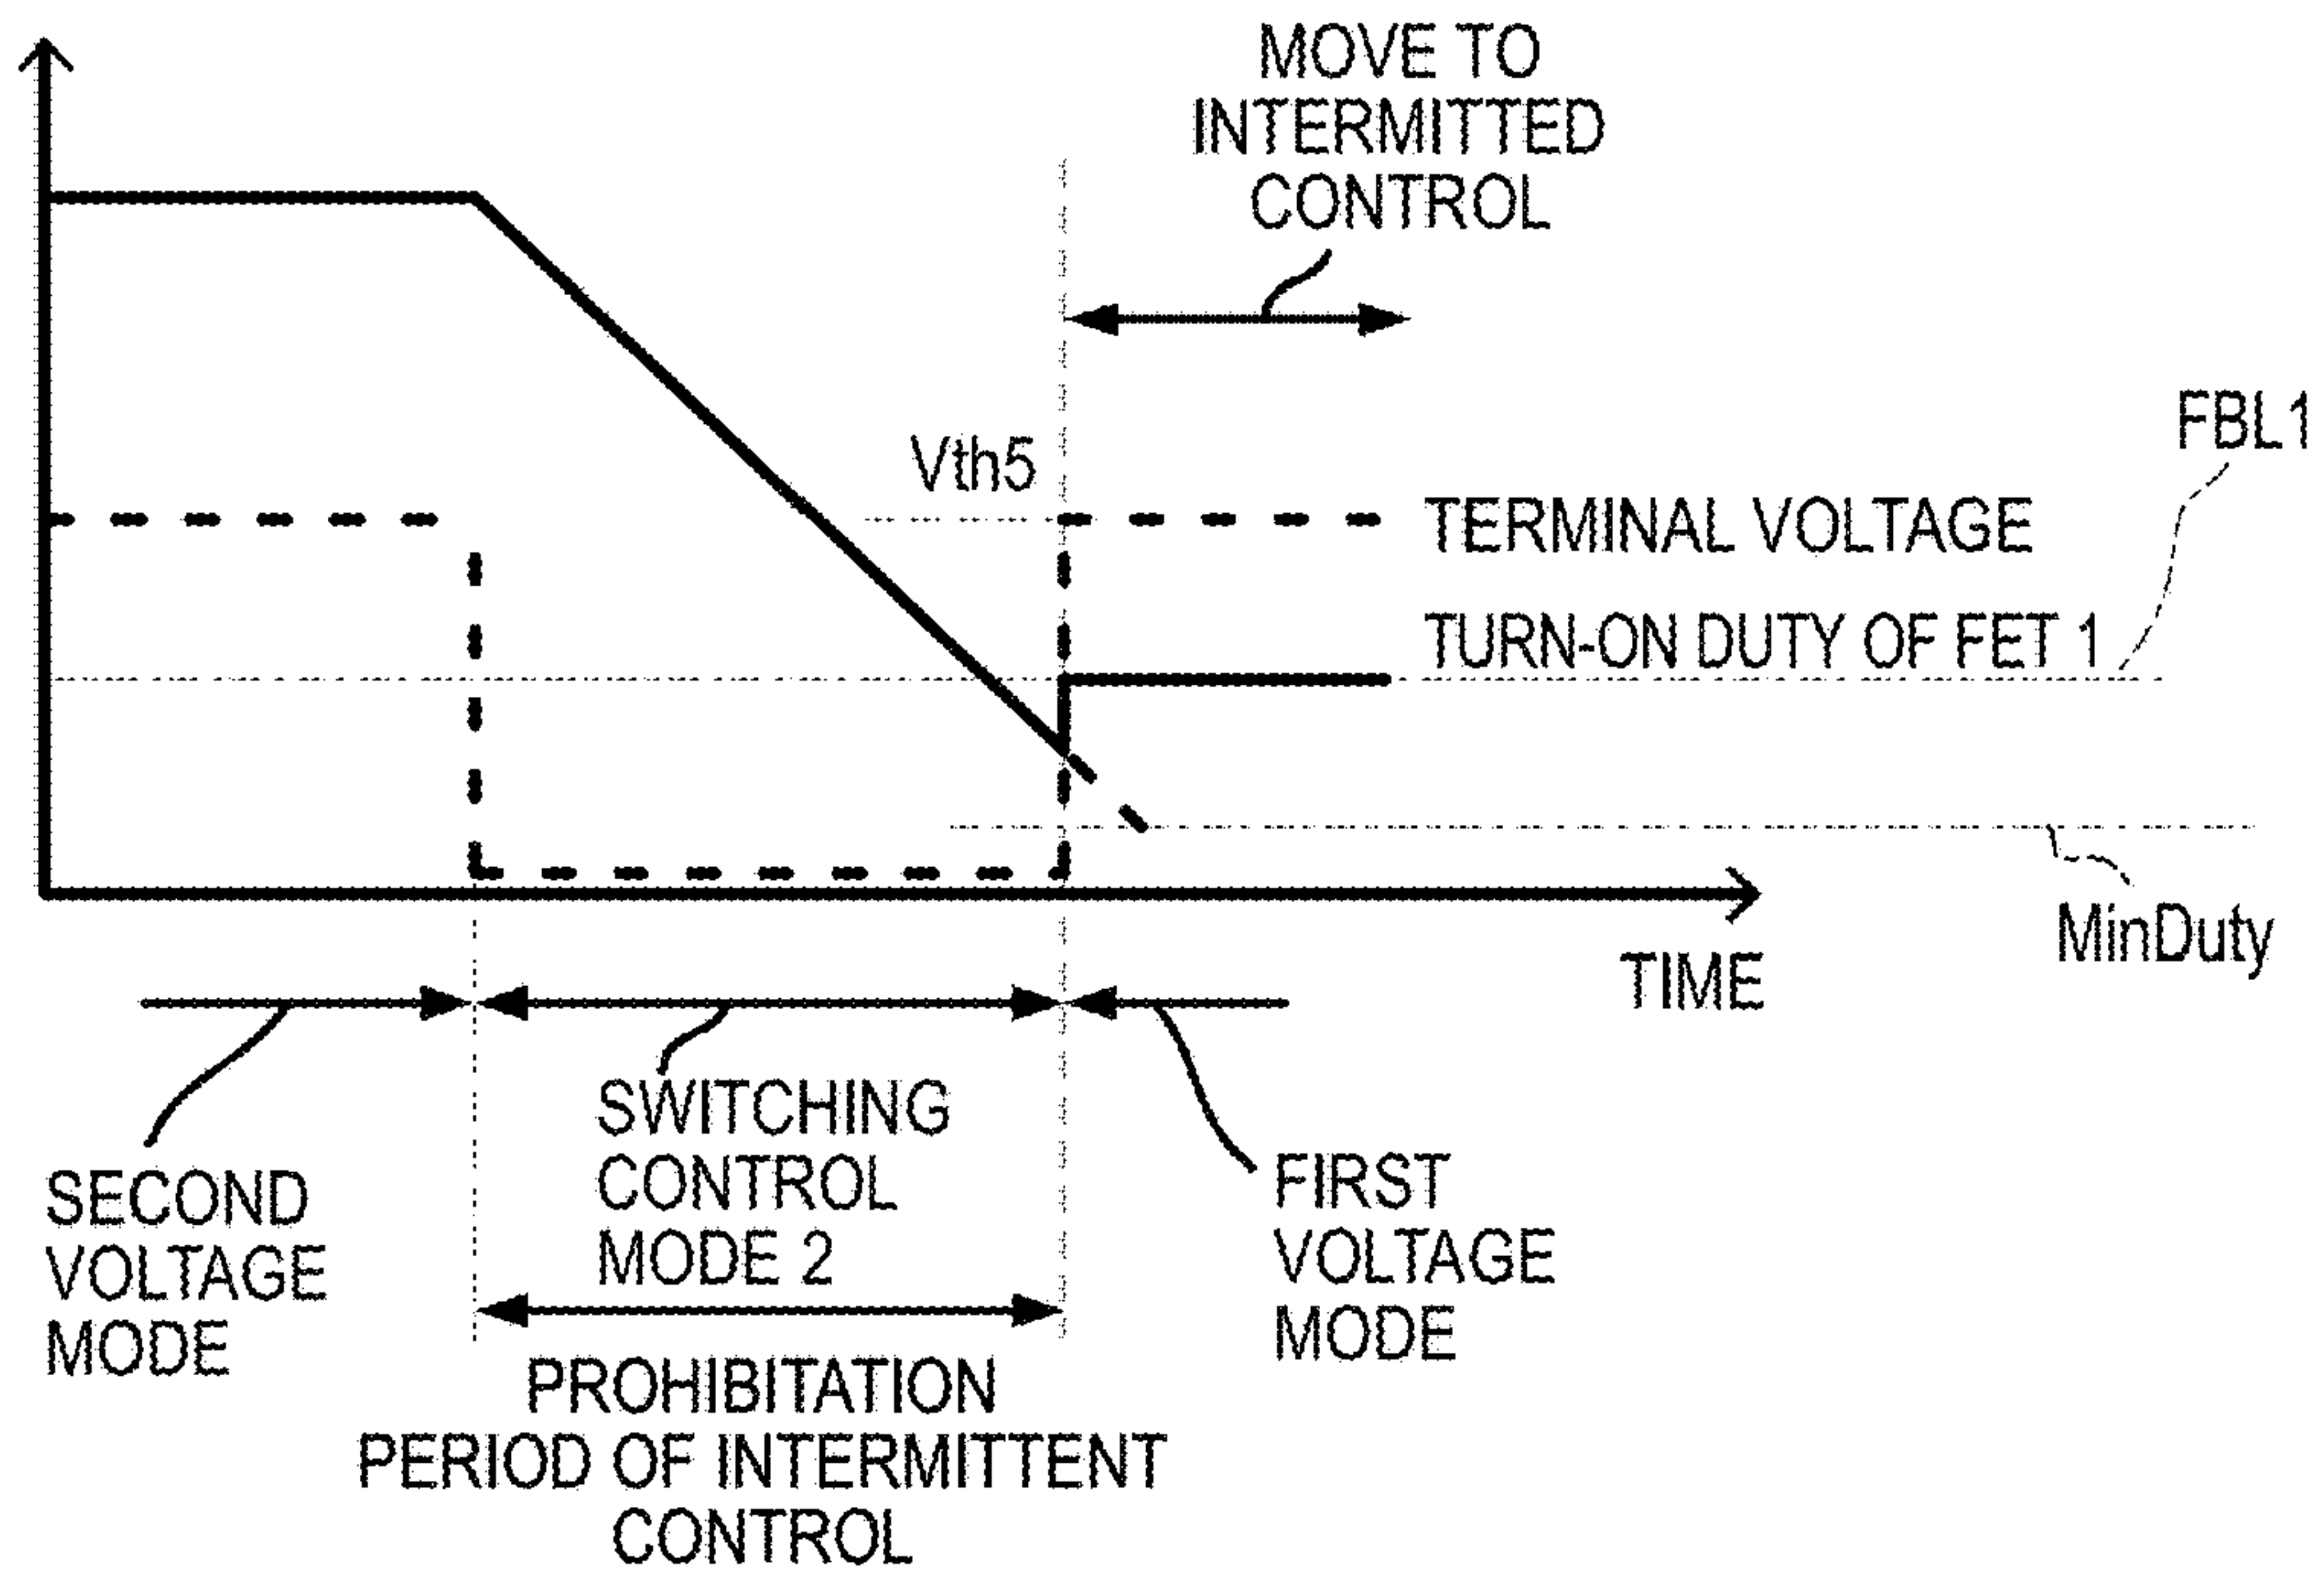 MOVE TO
INTERMITTED
CONTROL
FBL1
Vth5
TERMINAL VOLTAGE
TURN-ON DUTY OF FET 1
MinDuty
TIME
SECOND
VOLTAGE
MODE
SWITCHING
CONTROL
MODE 2
FIRST
VOLTAGE
MODE
PROHIBITATION
PERIOD OF INTERMITTENT
CONTROL